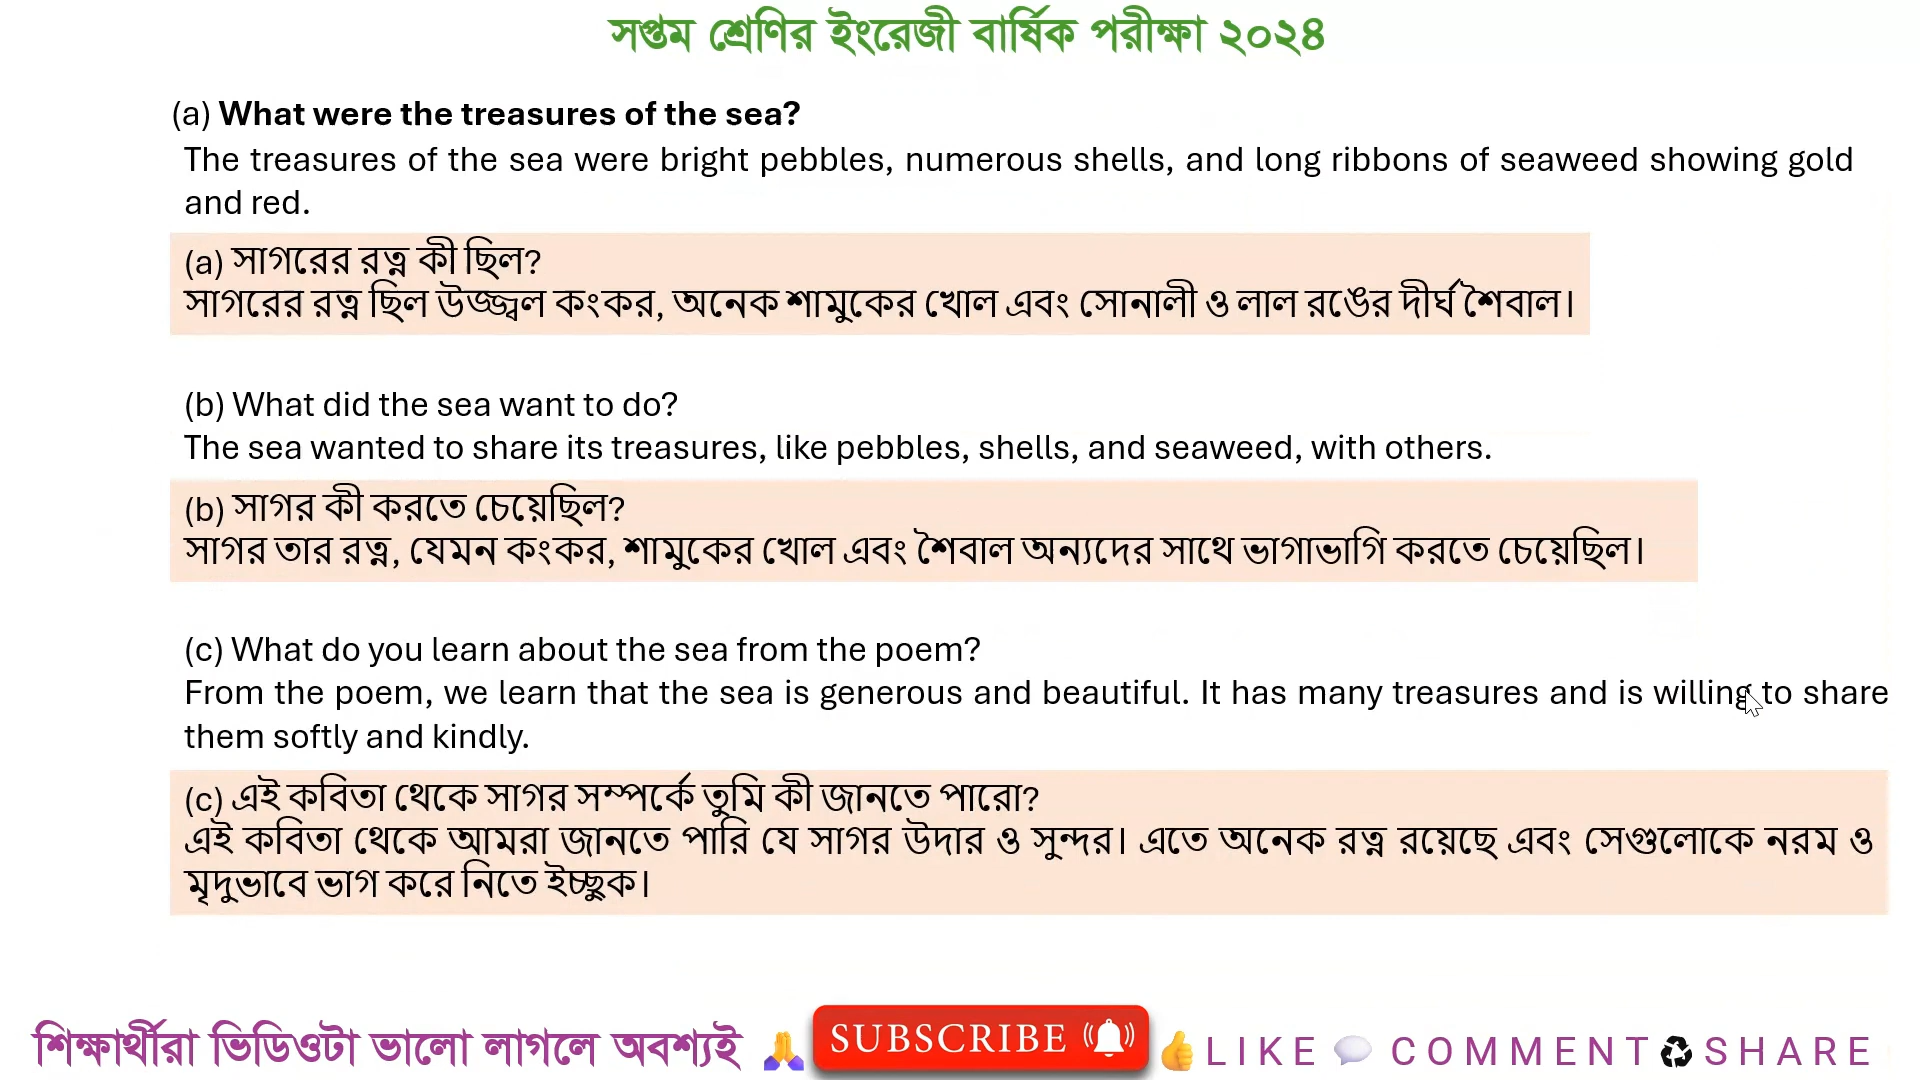 সপ্তম শ্রেণির ইংরেজী বার্ষিক পরীক্ষা ২০২৪
(a) What were the treasures of the sea?
The treasures of the sea were bright pebbles, numerous shells, and long ribbons of seaweed showing gold
and red.
(a) সাগরের রত্ন কী ছিল?
সাগরের রত্ন ছিল উজ্জ্বল কংকর, অনেক শামুকের খোল এবং সোনালী ও লাল রঙের দীর্ঘ শৈবাল।
(b) What did the sea want to do?
The sea wanted to share its treasures, like pebbles, shells, and seaweed, with others.
(b) সাগর কী করতে চেয়েছিল?
সাগর তার রত্ন, যেমন কংকর, শামুকের খোল এবং শৈবাল অন্যদের সাথে ভাগাভাগি করতে চেয়েছিল।
(c) What do you learn about the sea from the poem?
From the poem, we learn that the sea is generous and beautiful. It has many treasures and is willing to share
them softly and kindly.
(c) এই কবিতা থেকে সাগর সম্পর্কে তুমি কী জানতে পারো?
এই কবিতা থেকে আমরা জানতে পারি যে সাগর উদার ও সুন্দর। এতে অনেক রত্ন রয়েছে এবং সেগুলোকে নরম ও
মৃদুভাবে ভাগ করে নিতে ইচ্ছুক।
শিক্ষার্থীরা ভিডিওটা ভালো লাগলে অবশ্যই 🙏 SUBSCRIBE 👍 LIKE 💬 COMMENT ♻ SHARE